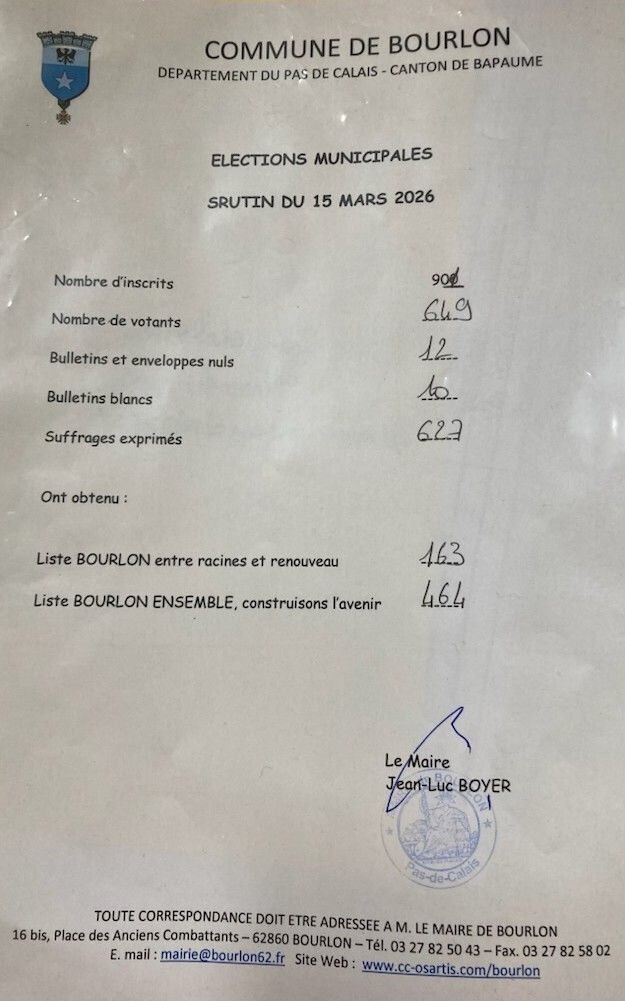 COMMUNE DE BOURLON
DEPARTEMENT DU PAS DE CALAIS - CANTON DE BAPAUME
ELECTIONS MUNICIPALES
SRUTIN DU 15 MARS 2026
Nombre d'inscrits 901
Nombre de votants 649
Bulletins et enveloppes nuls 12
Bulletins blancs 10
Suffrages exprimés 627
Ont obtenu :
Liste BOURLON entre racines et renouveau 163
Liste BOURLON ENSEMBLE, construisons l'avenir 464
Le Maire
Jean-Luc BOYER
BOURLON
Pas-de-Calais
TOUTE CORRESPONDANCE DOIT ETRE ADRESSEE A M. LE MAIRE DE BOURLON
16 bis, Place des Anciens Combattants – 62860 BOURLON – Tél. 03 27 82 50 43 – Fax. 03 27 82 58 02
E. mail : mairie@bourlon62.fr Site Web : www.cc-osartis.com/bourlon